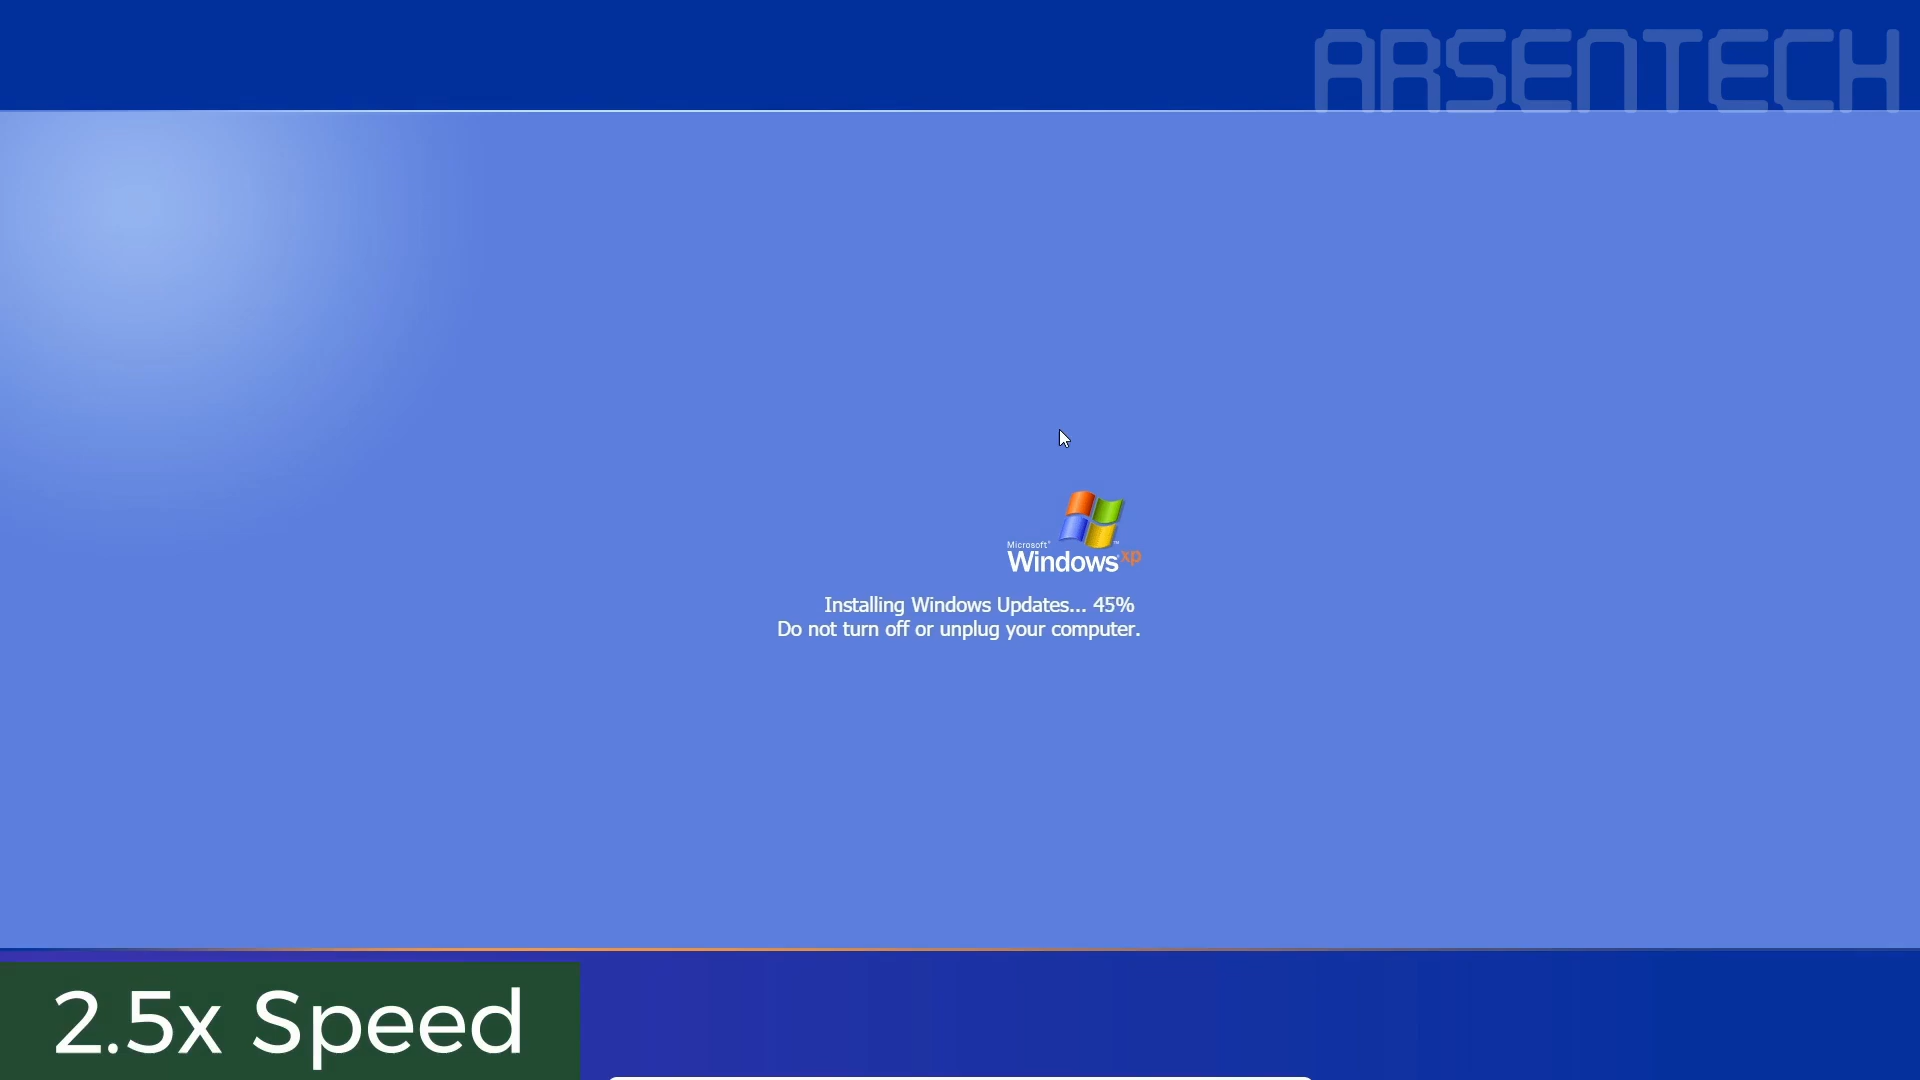 ARSENTECH
Microsoft®
Windows xp
Installing Windows Updates... 45%
Do not turn off or unplug your computer.
2.5x Speed